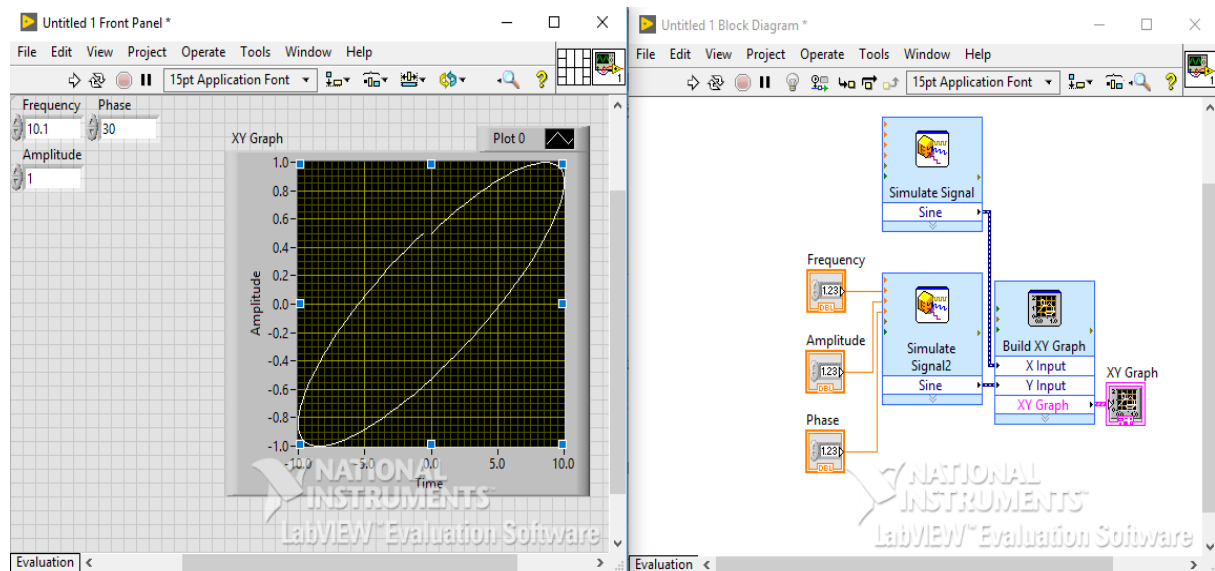 Untitled 1 Front Panel *
File Edit View Project Operate Tools Window Help
15pt Application Font
1
Frequency Phase
10.1 30
Amplitude
1
XY Graph
Plot 0
1.0
0.8
0.6
0.4
0.2
0.0
-0.2
-0.4
-0.6
-0.8
-1.0
Amplitude
-10.0 -5.0 0.0 5.0 10.0
Time
NATIONAL
INSTRUMENTS
LabVIEW™ Evaluation Software
Evaluation
Untitled 1 Block Diagram *
File Edit View Project Operate Tools Window Help
15pt Application Font
Simulate Signal
Sine
Frequency
1.23
DBL
Amplitude
1.23
DBL
Phase
1.23
DBL
Simulate
Signal2
Sine
Build XY Graph
X Input
Y Input
XY Graph
XY Graph
NATIONAL
INSTRUMENTS
LabVIEW™ Evaluation Software
Evaluation